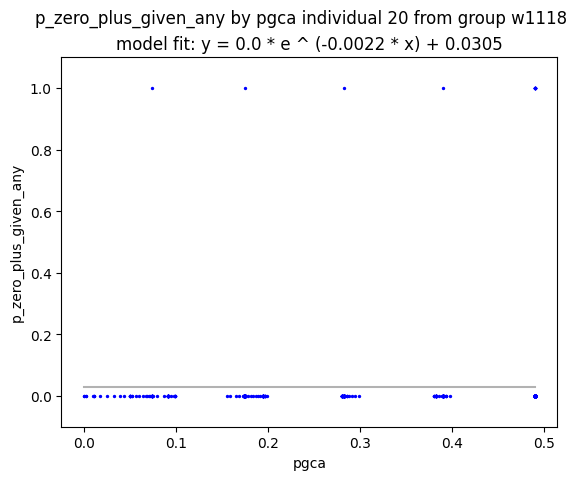 p_zero_plus_given_any by pgca individual 20 from group w1118
model fit: y = 0.0 * e ^ (-0.0022 * x) + 0.0305
1.0
0.8
0.6
0.4
0.2
0.0
p_zero_plus_given_any
0.0 0.1 0.2 0.3 0.4 0.5
pgca